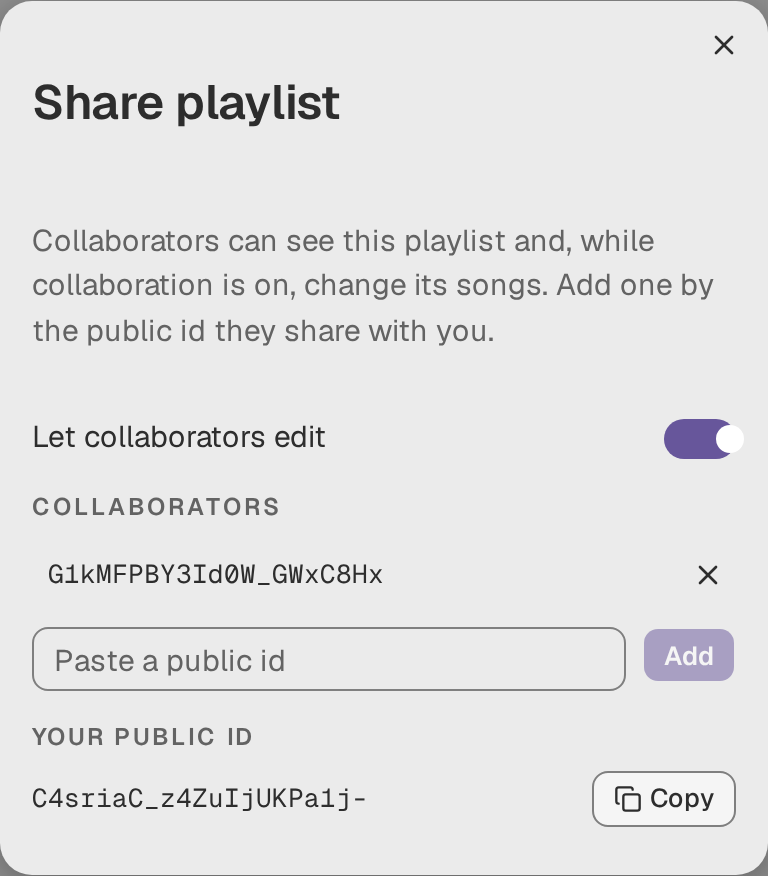 Share playlist
Collaborators can see this playlist and, while
collaboration is on, change its songs. Add one by
the public id they share with you.
Let collaborators edit
COLLABORATORS
G1kMFPBY3Id0W_GWxC8Hx
Paste a public id
Add
YOUR PUBLIC ID
C4sriaC_z4ZuIjUKPa1j-
Copy